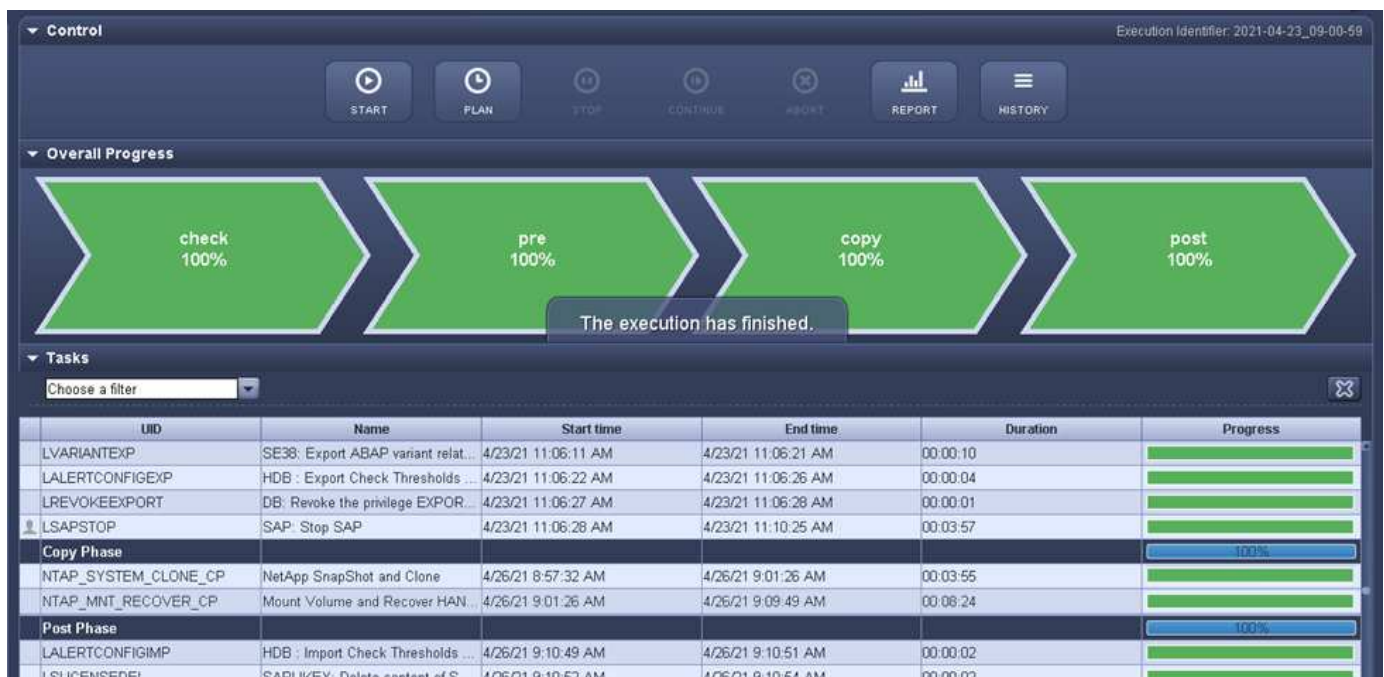 Control
Execution Identifier: 2021-04-23_09-00-59
START PLAN STOP CONTINUE ABORT REPORT HISTORY
Overall Progress
check pre copy post
100% 100% 100% 100%
The execution has finished.
Tasks
Choose a filter
UID Name Start time End time Duration Progress
LVARIANTEXP SE38: Export ABAP variant relat... 4/23/21 11:06:11 AM 4/23/21 11:06:21 AM 00:00:10
LALERTCONFIGEXP HDB : Export Check Thresholds ... 4/23/21 11:06:22 AM 4/23/21 11:06:26 AM 00:00:04
LREVOKEEXPORT DB: Revoke the privilege EXPOR... 4/23/21 11:06:27 AM 4/23/21 11:06:28 AM 00:00:01
LSAPSTOP SAP: Stop SAP 4/23/21 11:06:28 AM 4/23/21 11:10:25 AM 00:03:57
Copy Phase 100%
NTAP_SYSTEM_CLONE_CP NetApp SnapShot and Clone 4/26/21 8:57:32 AM 4/26/21 9:01:26 AM 00:03:55
NTAP_MNT_RECOVER_CP Mount Volume and Recover HAN... 4/26/21 9:01:26 AM 4/26/21 9:09:49 AM 00:08:24
Post Phase 100%
LALERTCONFIGIMP HDB : Import Check Thresholds ... 4/26/21 9:10:49 AM 4/26/21 9:10:51 AM 00:00:02